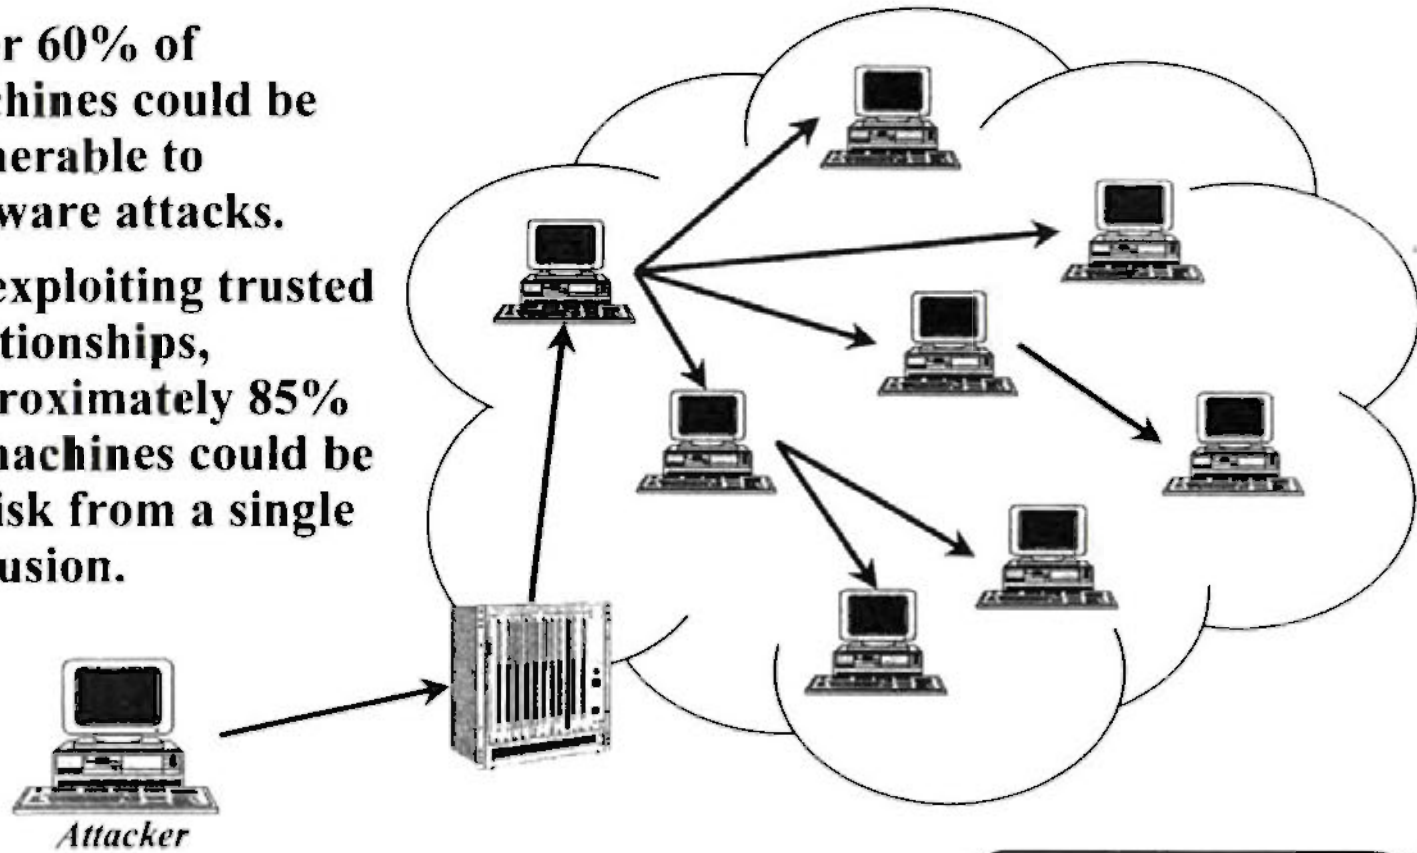 r 60% of
chines could be
nerable to
ware attacks.
exploiting trusted
tionships,
roximately 85%
machines could be
isk from a single
usion.
Attacker